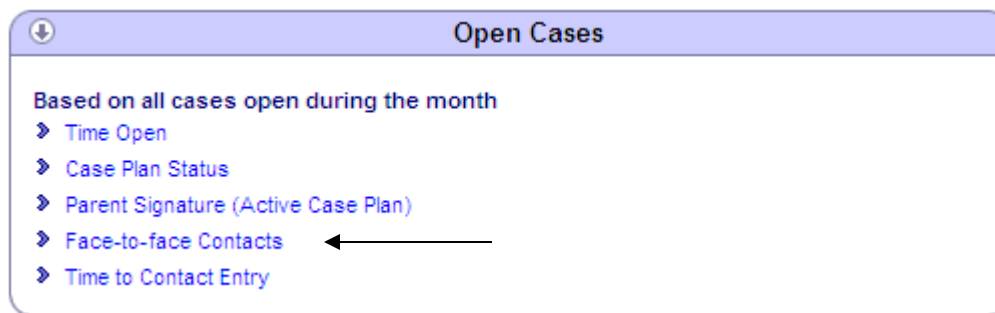 Open Cases
Based on all cases open during the month
Time Open
Case Plan Status
Parent Signature (Active Case Plan)
Face-to-face Contacts
Time to Contact Entry